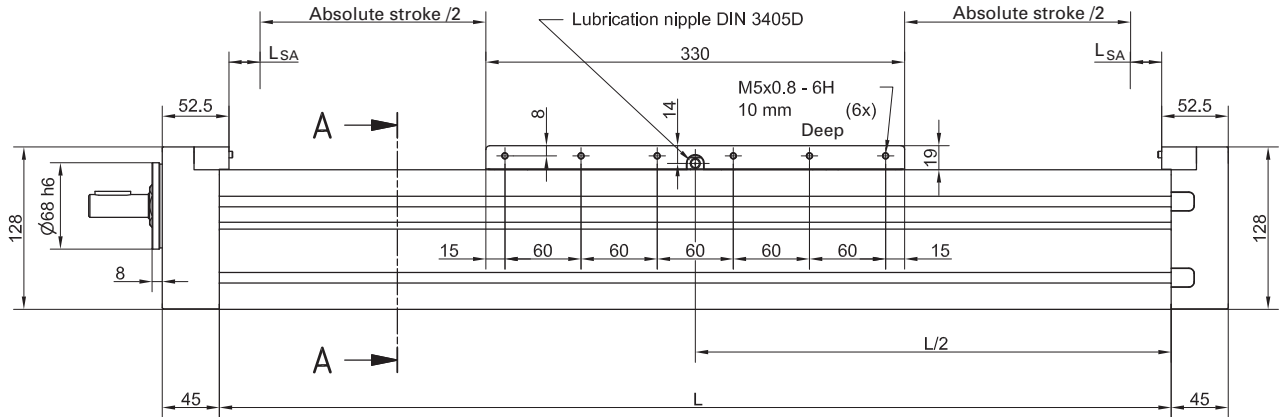 Absolute stroke /2
Lubrication nipple DIN 3405D
Absolute stroke /2
LSA
330
LSA
M5x0.8 - 6H
10 mm (6x)
Deep
52.5
52.5
A
8
14
19
Ø68 h6
128
128
15 60 60 60 60 60 15
8
A
L/2
45
L
45